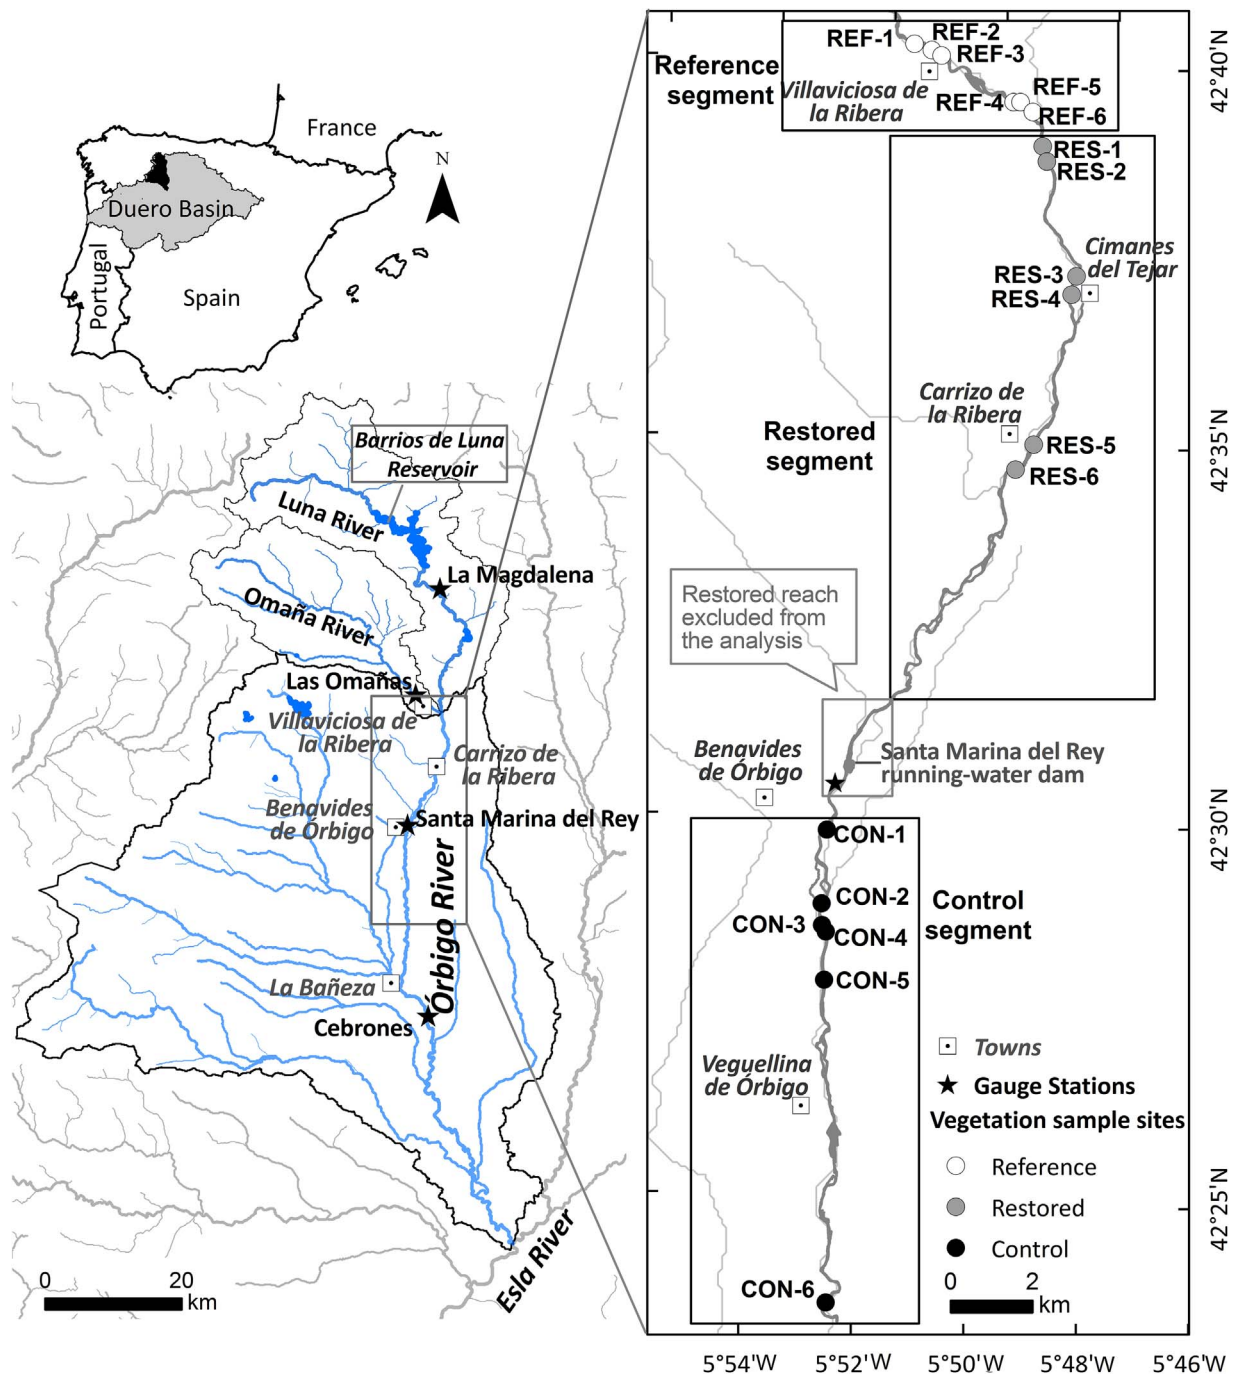 France
N
Duero Basin
Portugal
Spain
Barrios de Luna
Reservoir
Luna River
La Magdalena
Omaña River
Las Omañas
Villaviciosa de
la Ribera
Carrizo de
la Ribera
Benavides
de Órbigo
Santa Marina del Rey
Órbigo River
La Bañeza
Cebrones
Esla River
0 20
km
REF-1
REF-2
REF-3
Reference
segment
Villaviciosa de
la Ribera
REF-4
REF-5
REF-6
RES-1
RES-2
Cimanes
del Tejar
RES-3
RES-4
Carrizo de
la Ribera
Restored
segment
RES-5
RES-6
Restored reach
excluded from
the analysis
Benavides
de Órbigo
Santa Marina del Rey
running-water dam
CON-1
CON-2
CON-3
CON-4
Control
segment
CON-5
Veguellina
de Órbigo
CON-6
Towns
Gauge Stations
Vegetation sample sites
Reference
Restored
Control
0 2
km
42°40'N
42°35'N
42°30'N
42°25'N
5°54'W 5°52'W 5°50'W 5°48'W 5°46'W